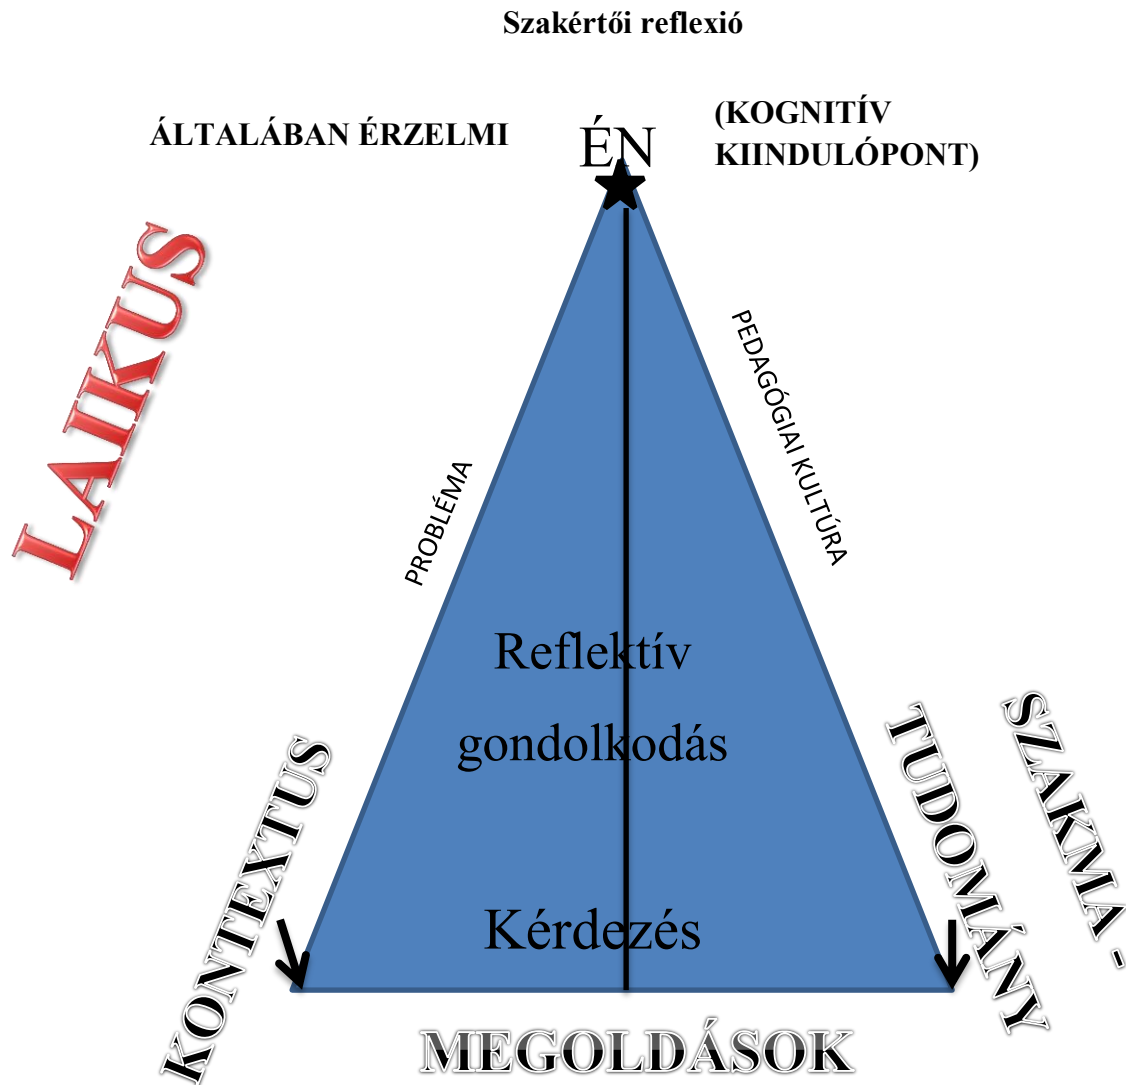 Szakértői reflexió
ÁLTALÁBAN ÉRZELMI
ÉN
(KOGNITÍV
KIINDULÓPONT)
LAIKUS
PROBLÉMA
PEDAGÓGIAI KULTÚRA
Reflektív
gondolkodás
Kérdezés
KONTEXTUS
TUDOMÁNY
SZAKMA -
MEGOLDÁSOK